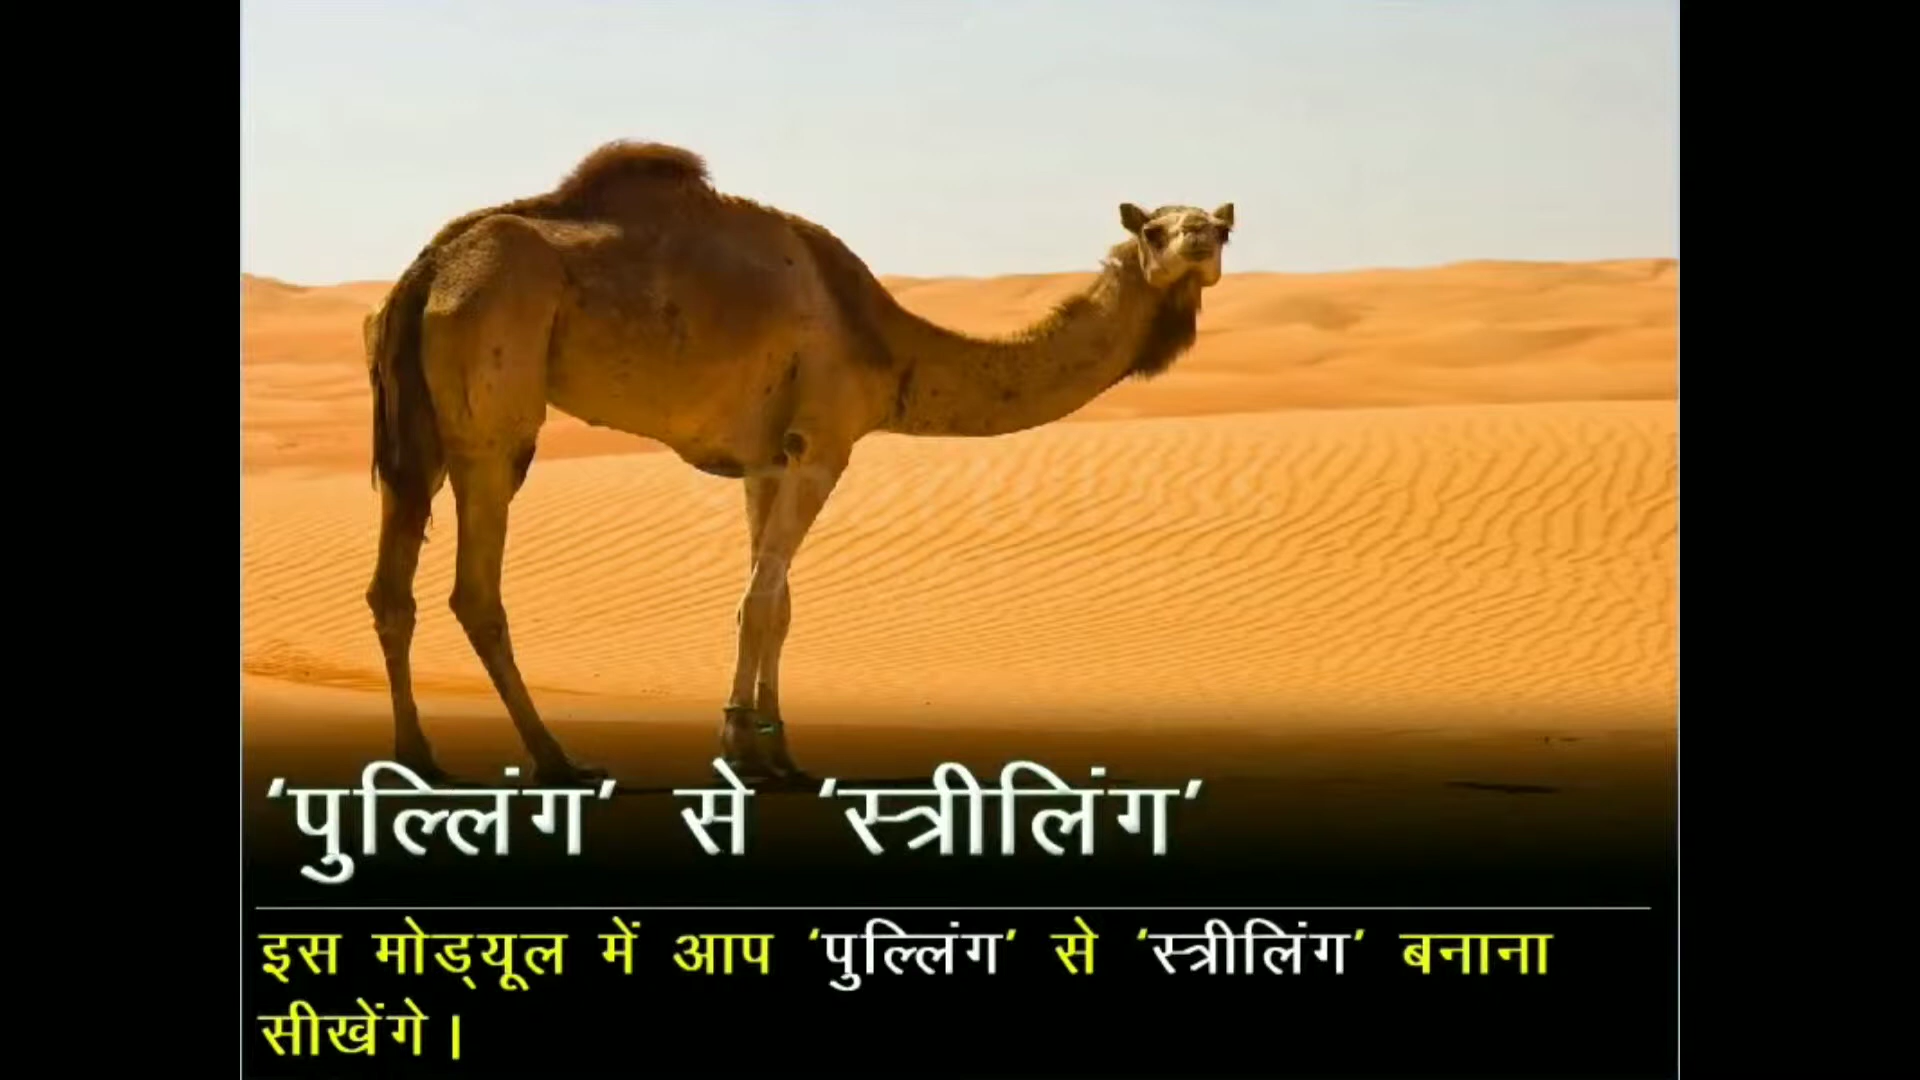 ‘पुल्लिंग’ से ‘स्त्रीलिंग’
इस मोड्यूल में आप ‘पुल्लिंग’ से ‘स्त्रीलिंग’ बनाना
सीखेंगे।